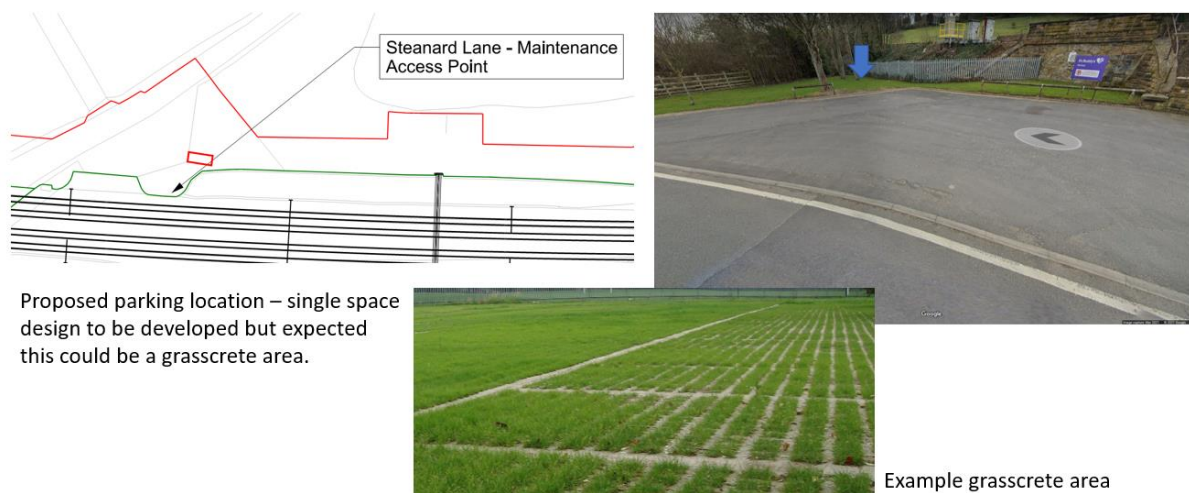 Steanard Lane - Maintenance
Access Point
Proposed parking location – single space
design to be developed but expected
this could be a grasscrete area.
Google
Example grasscrete area